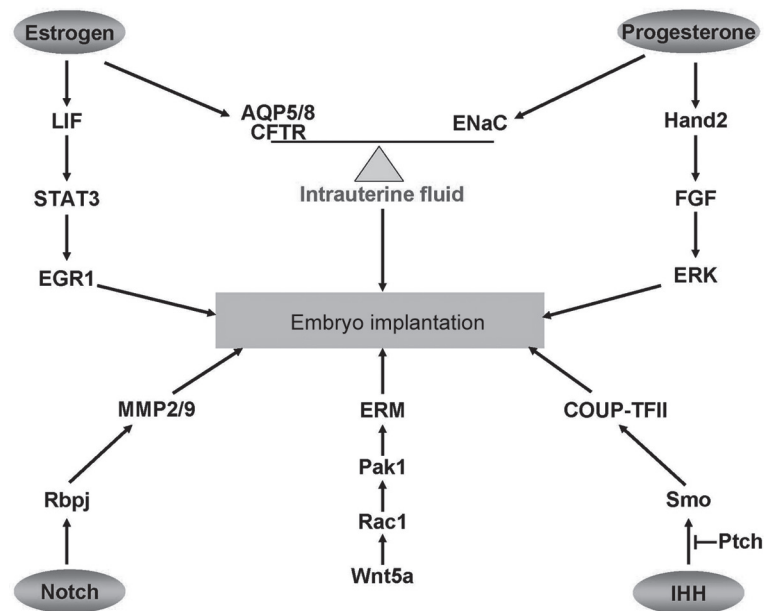 Estrogen
Progesterone
LIF
AQP5/8
CFTR
ENaC
Hand2
STAT3
Intrauterine fluid
FGF
EGR1
ERK
Embryo implantation
MMP2/9
ERM
COUP-TFII
Pak1
Rbpj
Smo
Rac1
Ptch
Wnt5a
Notch
IHH